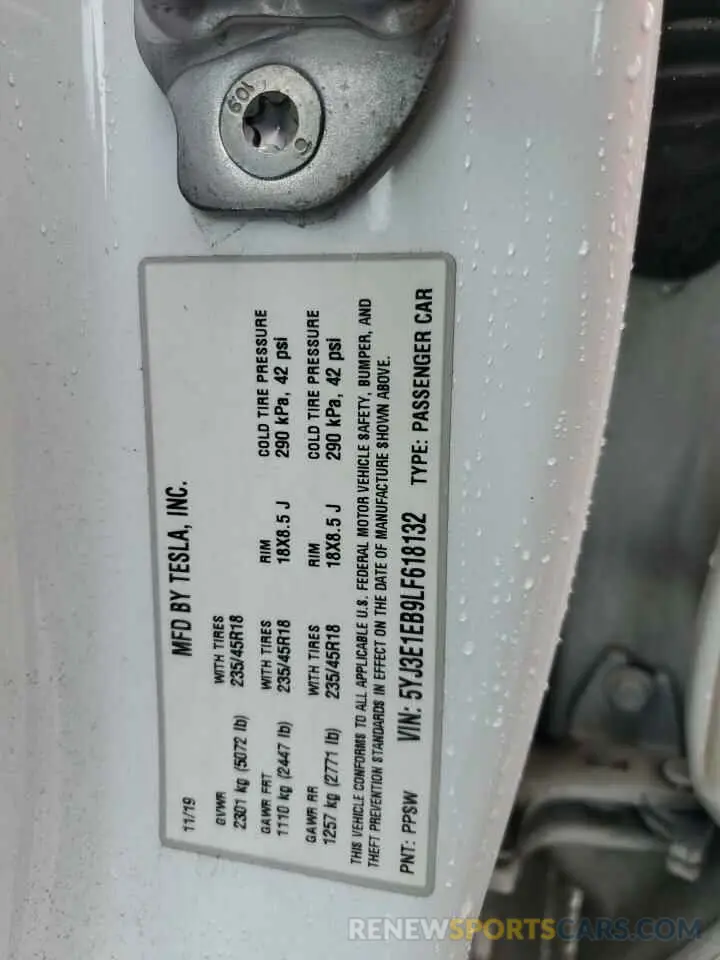 109
MFD BY TESLA, INC.
11/19
GVWR WITH TIRES
2301 kg (5072 lb) 235/45R18
GAWR FRT WITH TIRES RIM COLD TIRE PRESSURE
1110 kg (2447 lb) 235/45R18 18X8.5 J 290 kPa, 42 psi
GAWR RR WITH TIRES RIM COLD TIRE PRESSURE
1257 kg (2771 lb) 235/45R18 18X8.5 J 290 kPa, 42 psi
THIS VEHICLE CONFORMS TO ALL APPLICABLE U.S. FEDERAL MOTOR VEHICLE SAFETY, BUMPER, AND
THEFT PREVENTION STANDARDS IN EFFECT ON THE DATE OF MANUFACTURE SHOWN ABOVE.
PNT: PPSW VIN: 5YJ3E1EB9LF618132 TYPE: PASSENGER CAR
RENEWSPORTSCARS.COM